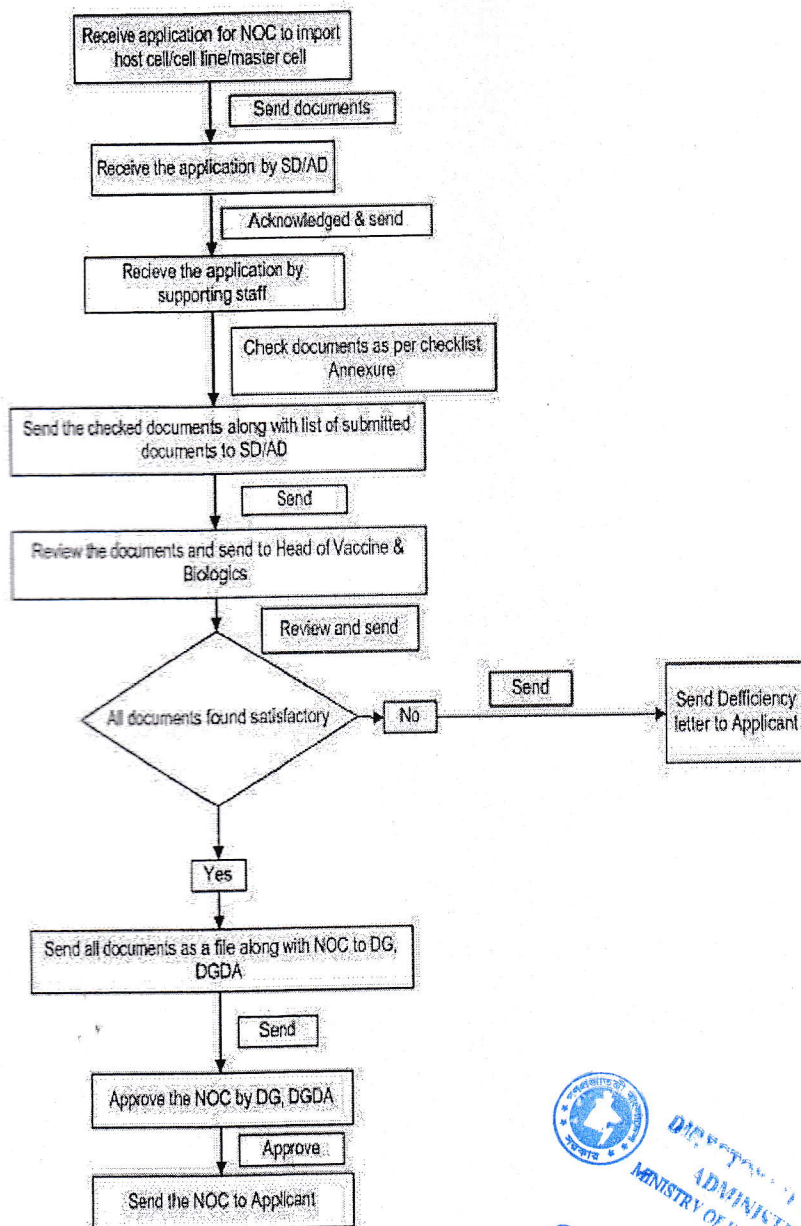 Receive application for NOC to import
host cell/cell line/master cell
Send documents
Receive the application by SD/AD
Acknowledged & send
Recieve the application by
supporting staff
Check documents as per checklist
Annexure
Send the checked documents along with list of submitted
documents to SD/AD
Send
Review the documents and send to Head of Vaccine &
Biologics
Review and send
All documents found satisfactory
No
Send
Send Defficiency
letter to Applicant
Yes
Send all documents as a file along with NOC to DG,
DGDA
Send
Approve the NOC by DG, DGDA
Approve
Send the NOC to Applicant
MINISTRY OF